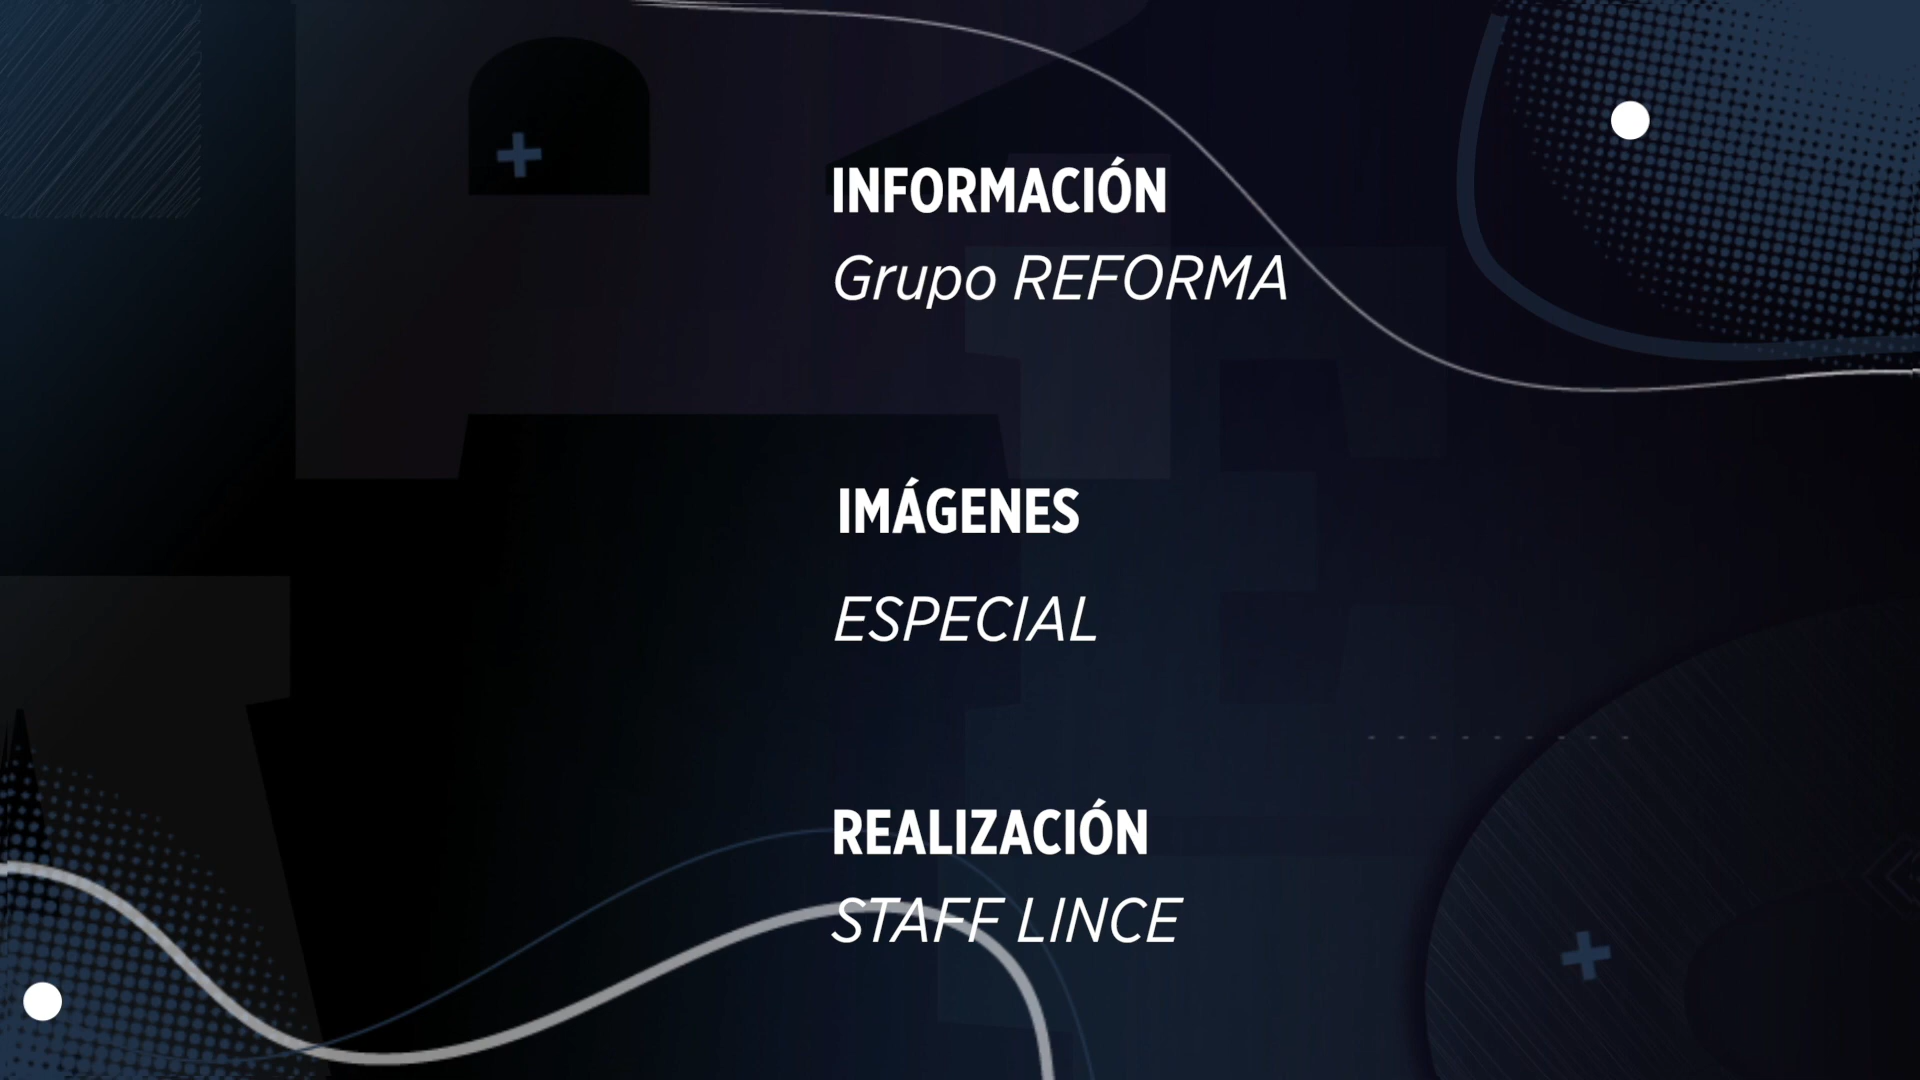 INFORMACIÓN
Grupo REFORMA
IMÁGENES
ESPECIAL
REALIZACIÓN
STAFF LINCE